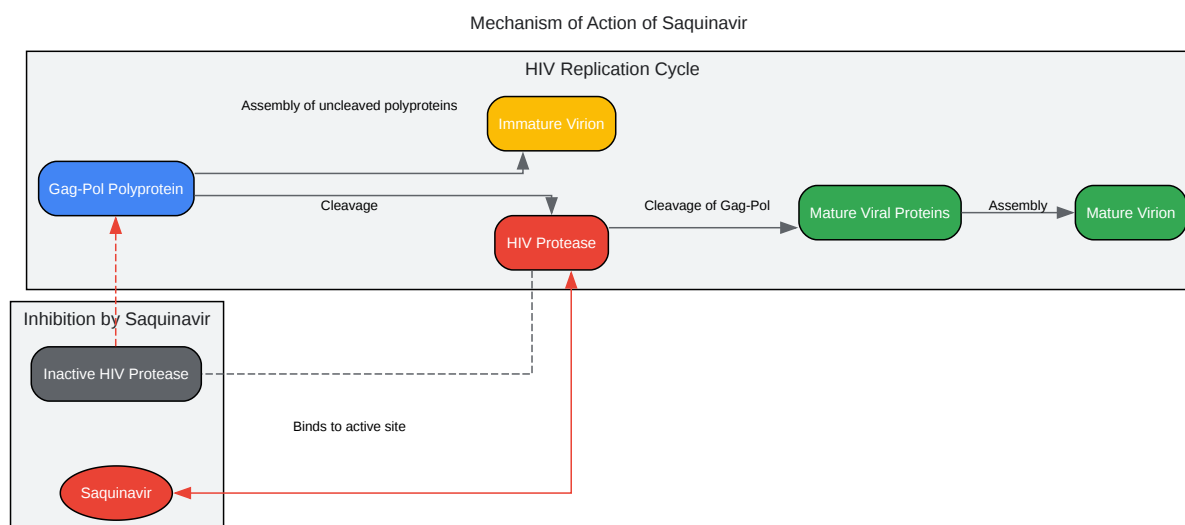 Mechanism of Action of Saquinavir
HIV Replication Cycle
Assembly of uncleaved polyproteins
Immature Virion
Gag-Pol Polyprotein
Cleavage
HIV Protease
Cleavage of Gag-Pol
Mature Viral Proteins
Assembly
Mature Virion
Inhibition by Saquinavir
Inactive HIV Protease
Binds to active site
Saquinavir